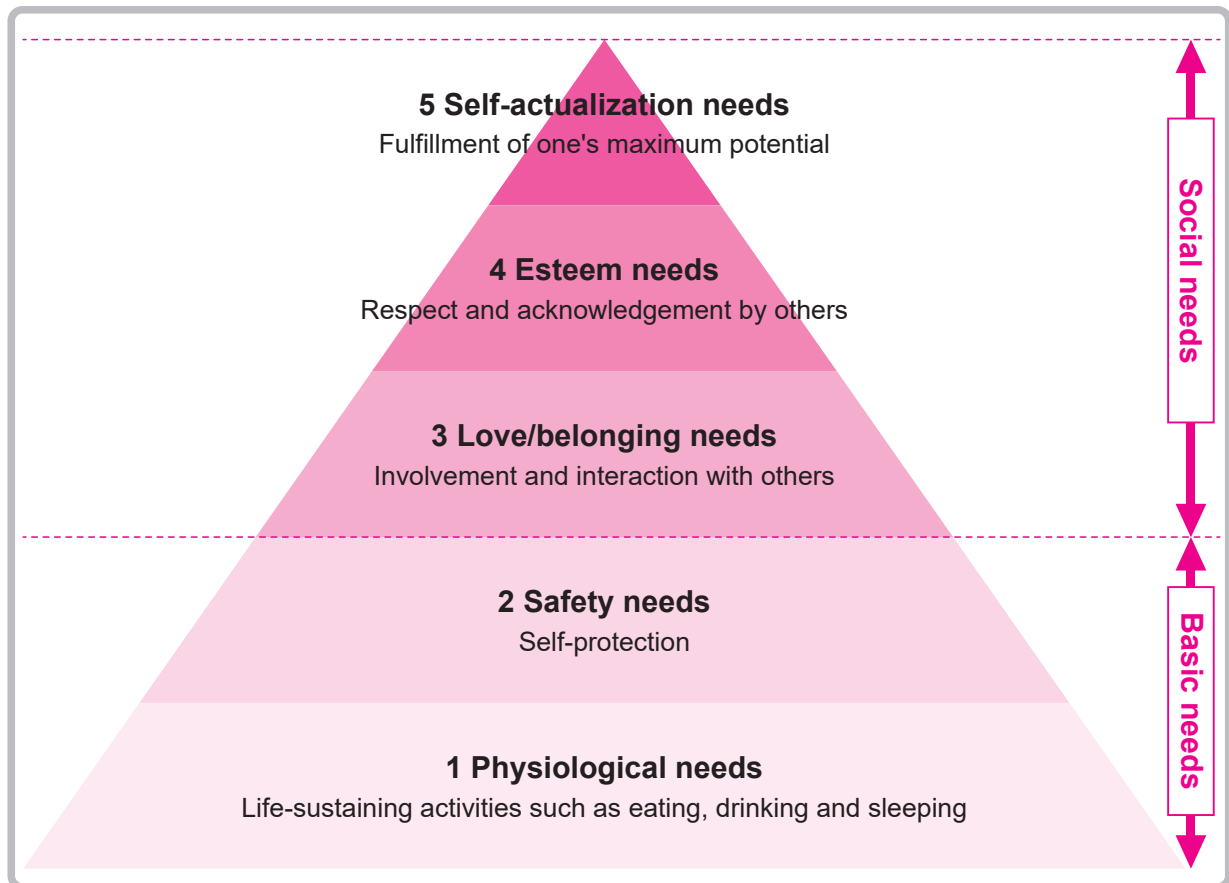 5 Self-actualization needs
Fulfillment of one's maximum potential
4 Esteem needs
Respect and acknowledgement by others
3 Love/belonging needs
Involvement and interaction with others
2 Safety needs
Self-protection
1 Physiological needs
Life-sustaining activities such as eating, drinking and sleeping
Social needs
Basic needs